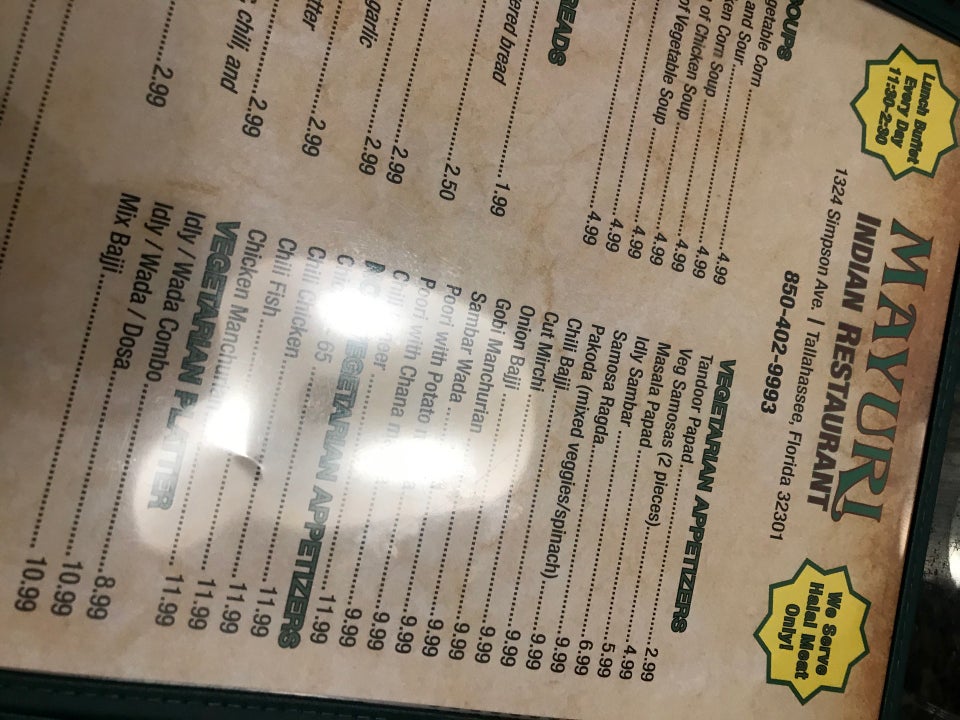 Lunch Buffet
Every Day
11:30-2:30
MAYURI
INDIAN RESTAURANT
1324 Simpson Ave. | Tallahassee, Florida 32301
850-402-9993
We Serve
Halal Meat
Only!
OUPS
getable Corn ........ 4.99
and Sour ........ 4.99
en Corn Soup ........ 4.99
of Chicken Soup ........ 4.99
of Vegetable Soup ........ 4.99
4.99
4.99
READS
ered bread ........ 1.99
2.50
2.99
garlic ........ 2.99
tter ........ 2.99
chili, and ........ 2.99
2.99
VEGETARIAN APPETIZERS
Tandoor Papad ........ 2.99
Veg Samosas (2 pieces) ........ 4.99
Masala Papad ........ 5.99
Idly Sambar ........ 6.99
Samosa Ragda ........ 9.99
Pakoda (mixed veggies/spinach) ........ 9.99
Chili Bajji ........ 9.99
Cut Mirchi ........ 9.99
Onion Bajji ........ 9.99
Gobi Manchurian ........ 9.99
Sambar Wada ........ 9.99
Poori with Potato ........ 9.99
Poori with Chana ........ 9.99
11.99
VEGETARIAN APPETIZERS
65 ........ 11.99
Chili Chicken ........ 11.99
Chili Fish ........ 11.99
Chicken Manchurian ........ 11.99
VEGETARIAN PLATTER
Idly / Wada Combo ........ 8.99
Idly / Wada / Dosa ........ 10.99
Mix Bajji ........ 10.99